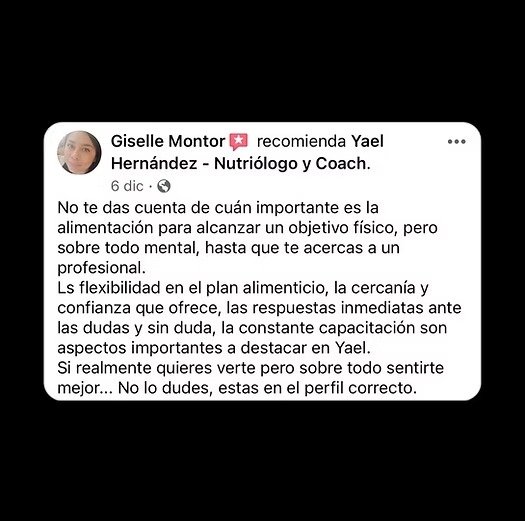 Giselle Montor recomienda Yael
Hernández - Nutriólogo y Coach.
6 dic ·
No te das cuenta de cuán importante es la
alimentación para alcanzar un objetivo físico, pero
sobre todo mental, hasta que te acercas a un
profesional.
Ls flexibilidad en el plan alimenticio, la cercanía y
confianza que ofrece, las respuestas inmediatas ante
las dudas y sin duda, la constante capacitación son
aspectos importantes a destacar en Yael.
Si realmente quieres verte pero sobre todo sentirte
mejor... No lo dudes, estas en el perfil correcto.